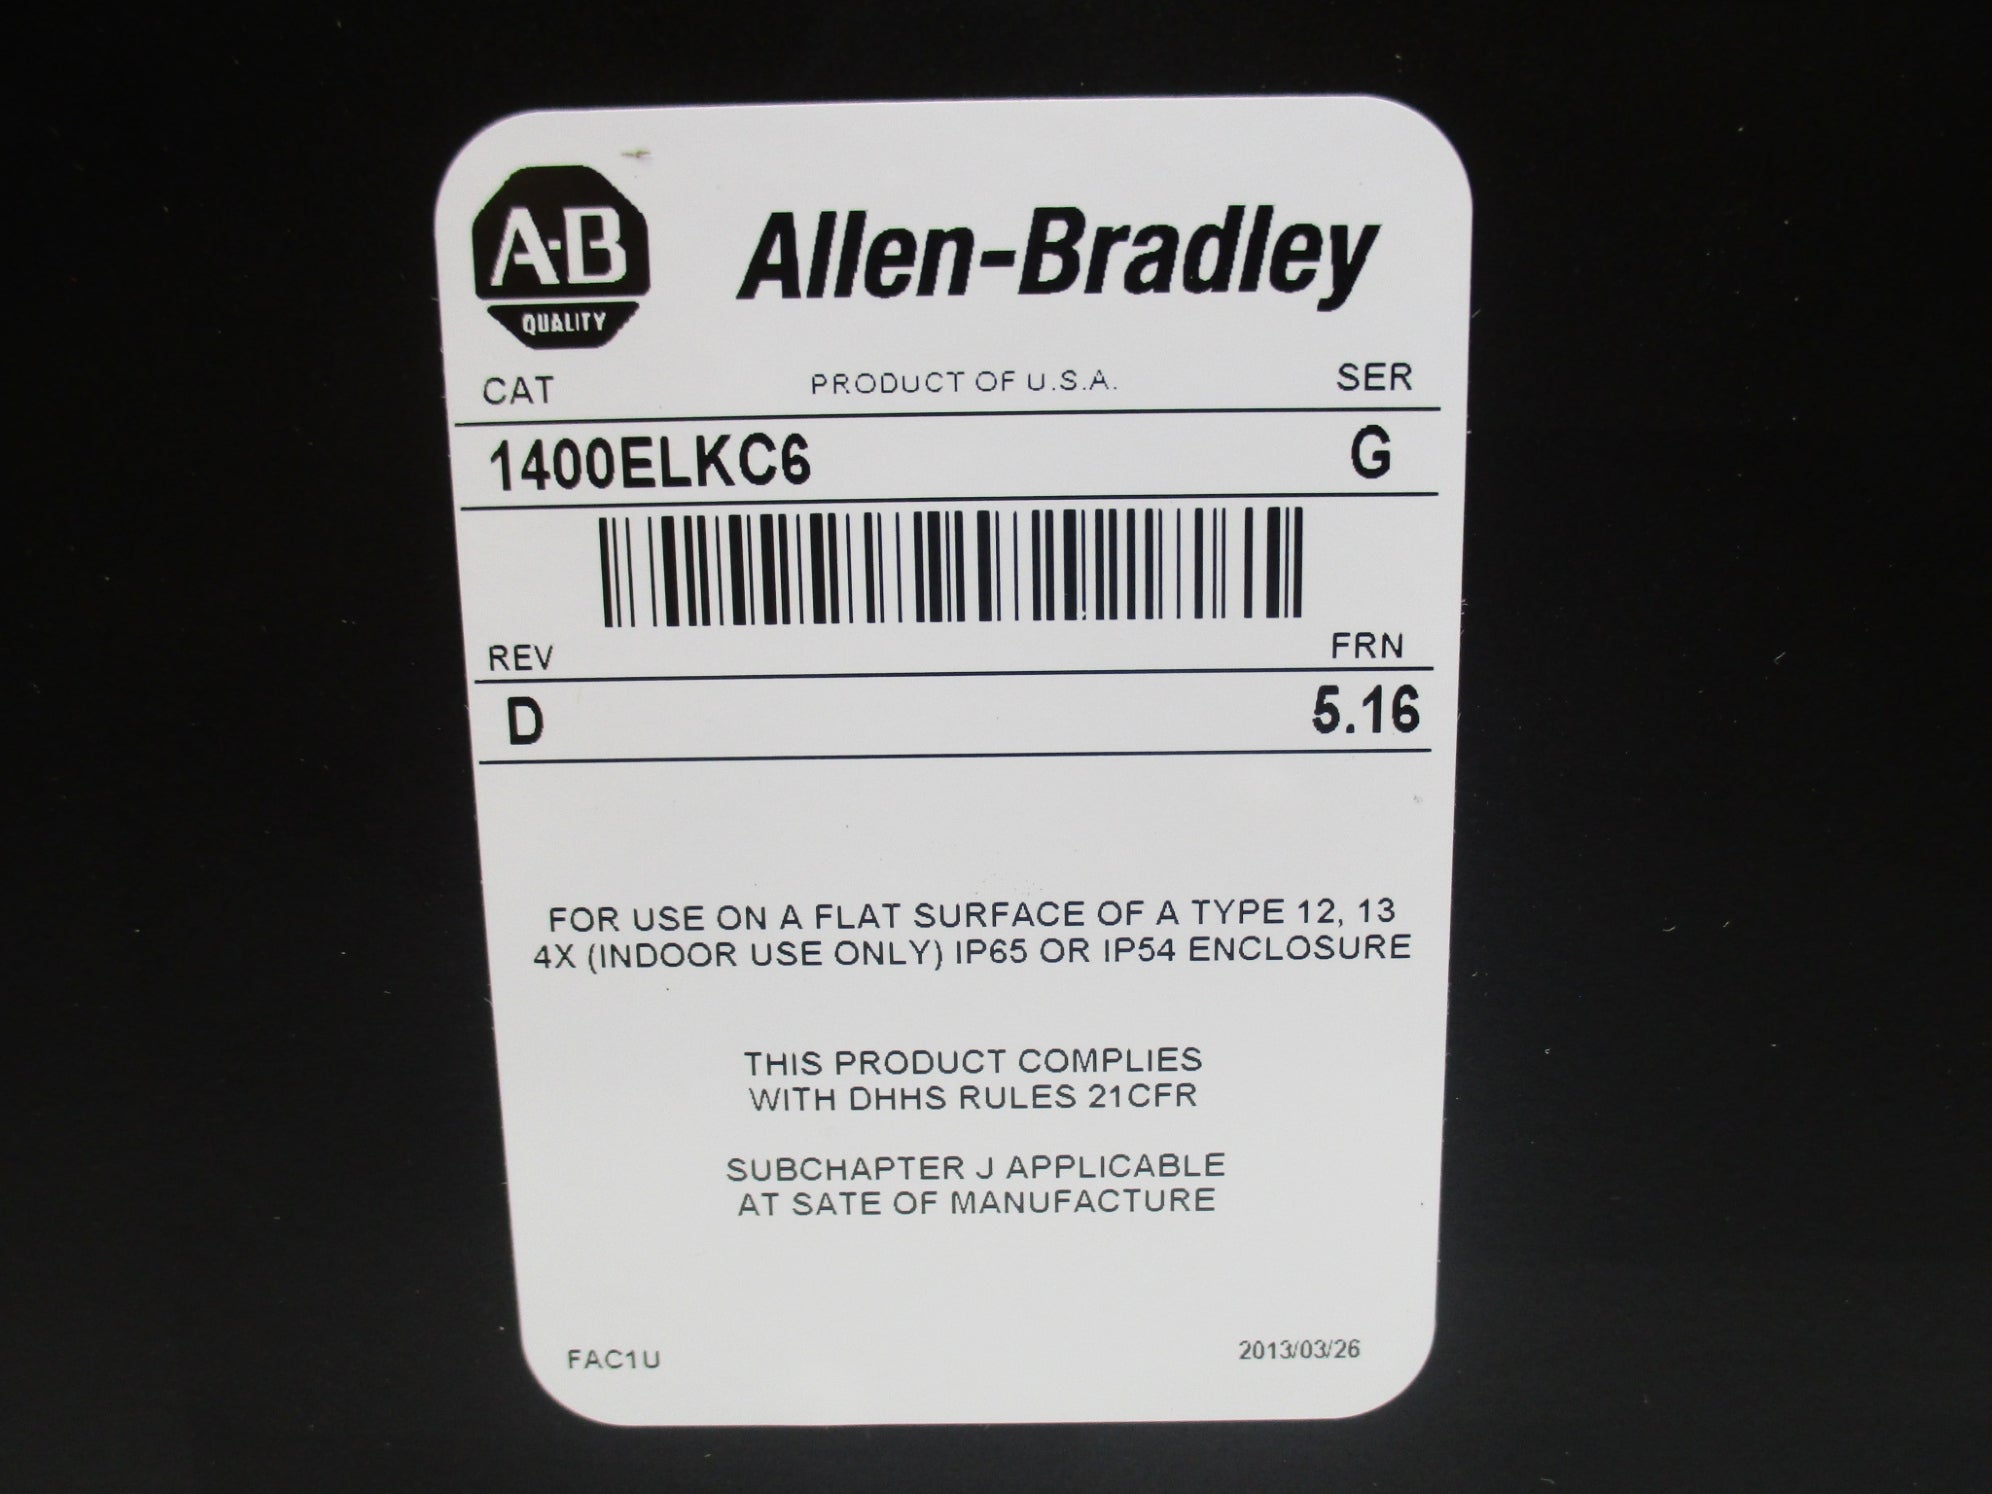 A-B
QUALITY
Allen-Bradley
CAT PRODUCT OF U.S.A. SER
1400ELKC6 G
REV FRN
D 5.16
FOR USE ON A FLAT SURFACE OF A TYPE 12, 13
4X (INDOOR USE ONLY) IP65 OR IP54 ENCLOSURE
THIS PRODUCT COMPLIES
WITH DHHS RULES 21CFR
SUBCHAPTER J APPLICABLE
AT SATE OF MANUFACTURE
FAC1U 2013/03/26